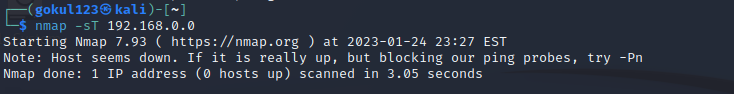 ┌──(gokul123㉿kali)-[~]
└─$ nmap -sT 192.168.0.0
Starting Nmap 7.93 ( https://nmap.org ) at 2023-01-24 23:27 EST
Note: Host seems down. If it is really up, but blocking our ping probes, try -Pn
Nmap done: 1 IP address (0 hosts up) scanned in 3.05 seconds